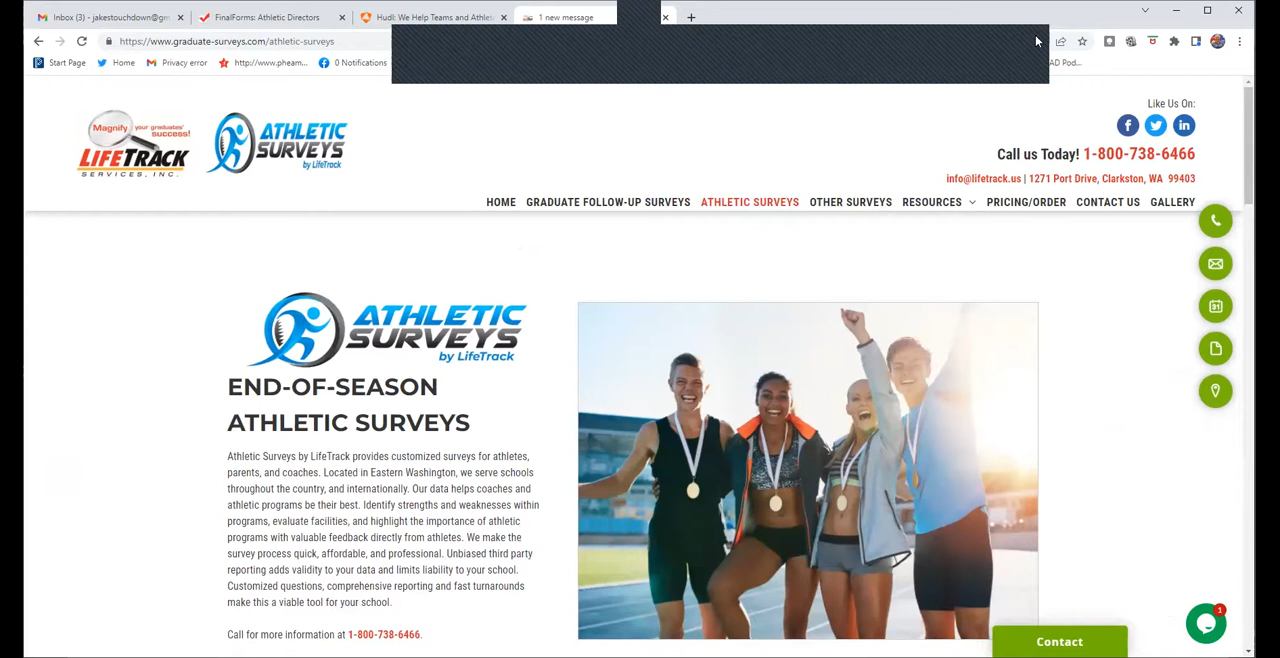 Inbox (3) - jakestouchdown@gm
FinalForms: Athletic Directors
Hudl: We Help Teams and Athlet
1 new message
https://www.graduate-surveys.com/athletic-surveys
Start Page
Home
Privacy error
http://www.pheam...
0 Notifications
AD Pod...
Magnify your graduates' success!
LIFETRACK
SERVICES, INC.
ATHLETIC
SURVEYS
by LifeTrack
Like Us On:
Call us Today! 1-800-738-6466
info@lifetrack.us | 1271 Port Drive, Clarkston, WA 99403
HOME GRADUATE FOLLOW-UP SURVEYS ATHLETIC SURVEYS OTHER SURVEYS RESOURCES PRICING/ORDER CONTACT US GALLERY
31
ATHLETIC
SURVEYS
by LifeTrack
END-OF-SEASON
ATHLETIC SURVEYS
Athletic Surveys by LifeTrack provides customized surveys for athletes,
parents, and coaches. Located in Eastern Washington, we serve schools
throughout the country, and internationally. Our data helps coaches and
athletic programs be their best. Identify strengths and weaknesses within
programs, evaluate facilities, and highlight the importance of athletic
programs with valuable feedback directly from athletes. We make the
survey process quick, affordable, and professional. Unbiased third party
reporting adds validity to your data and limits liability to your school.
Customized questions, comprehensive reporting and fast turnarounds
make this a viable tool for your school.
Call for more information at 1-800-738-6466.
1
Contact